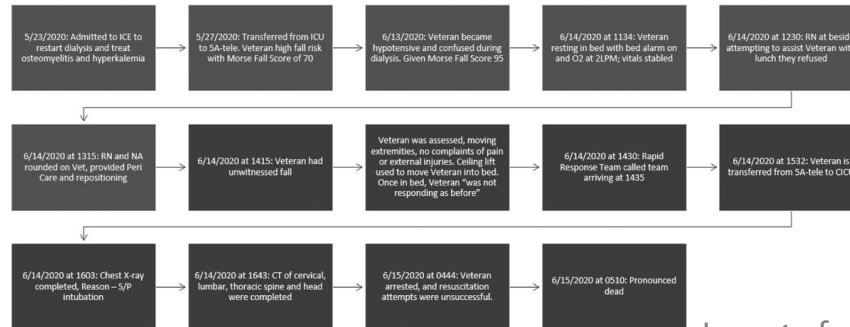 5/23/2020: Admitted to ICE to
restart dialysis and treat
osteomyelitis and hyperkalemia
5/27/2020: Transferred from ICU
to 5A-tele. Veteran high fall risk
with Morse Fall Score of 70
6/13/2020: Veteran became
hypotensive and confused during
dialysis. Given Morse Fall Score 95
6/14/2020 at 1134: Veteran
resting in bed with bed alarm on
and O2 at 2LPM; vitals stabled
6/14/2020 at 1230: RN at
attempting to assist Veteran
lunch they refused
6/14/2020 at 1315: RN and NA
rounded on Vet, provided Peri
Care and repositioning
6/14/2020 at 1415: Veteran had
unwitnessed fall
Veteran was assessed, moving
extremities, no complaints of pain
or external injuries. Ceiling lift
used to move Veteran into bed.
Once in bed, Veteran "was not
responding as before"
6/14/2020 at 1430: Rapid
Response Team called team
arriving at 1435
6/14/2020 at 1532: Veteran is
transferred from 5A-tele to
6/14/2020 at 1603: Chest X-ray
completed, Reason – S/P
intubation
6/14/2020 at 1643: CT of cervical,
lumbar, thoracic spine and head
were completed
6/15/2020 at 0444: Veteran
arrested, and resuscitation
attempts were unsuccessful.
6/15/2020 at 0510: Pronounced
dead